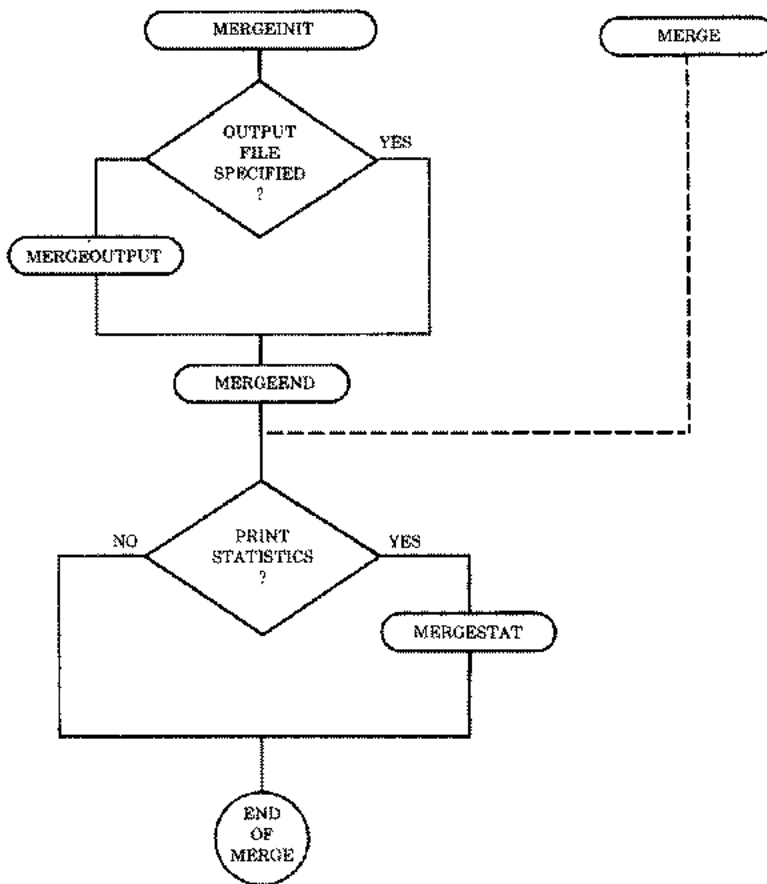 MERGEINIT
MERGE
OUTPUT
FILE
SPECIFIED
?
YES
MERGEOUTPUT
MERGEEND
NO
PRINT
STATISTICS
?
YES
MERGESTAT
END
OF
MERGE